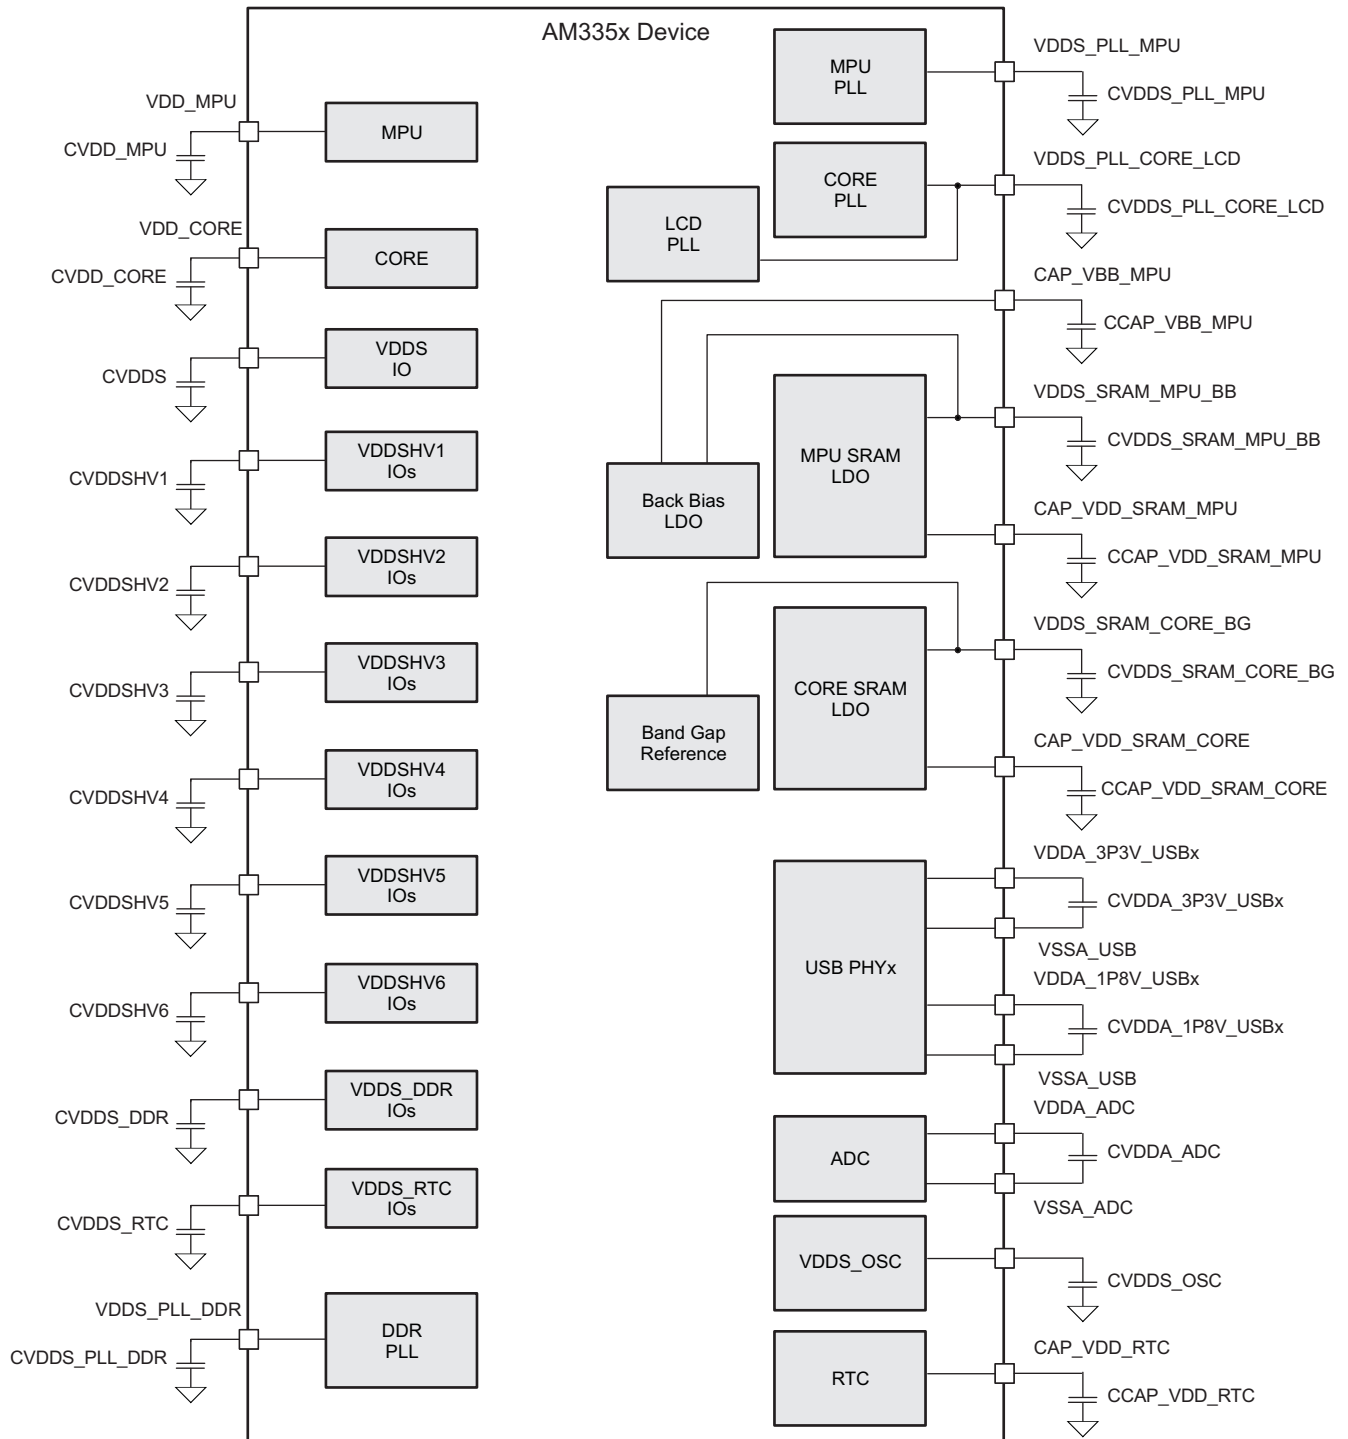 AM335x Device
VDD_MPU
CVDD_MPU
MPU
VDD_CORE
CVDD_CORE
CORE
CVDDS
VDDS
IO
CVDDSHV1
VDDSHV1
IOs
CVDDSHV2
VDDSHV2
IOs
CVDDSHV3
VDDSHV3
IOs
CVDDSHV4
VDDSHV4
IOs
CVDDSHV5
VDDSHV5
IOs
CVDDSHV6
VDDSHV6
IOs
CVDDS_DDR
VDDS_DDR
IOs
CVDDS_RTC
VDDS_RTC
IOs
VDDS_PLL_DDR
CVDDS_PLL_DDR
DDR
PLL
MPU
PLL
VDDS_PLL_MPU
CVDDS_PLL_MPU
CORE
PLL
VDDS_PLL_CORE_LCD
CVDDS_PLL_CORE_LCD
LCD
PLL
CAP_VBB_MPU
CCAP_VBB_MPU
MPU SRAM
LDO
VDDS_SRAM_MPU_BB
CVDDS_SRAM_MPU_BB
Back Bias
LDO
CAP_VDD_SRAM_MPU
CCAP_VDD_SRAM_MPU
CORE SRAM
LDO
VDDS_SRAM_CORE_BG
CVDDS_SRAM_CORE_BG
Band Gap
Reference
CAP_VDD_SRAM_CORE
CCAP_VDD_SRAM_CORE
USB PHYx
VDDA_3P3V_USBx
CVDDA_3P3V_USBx
VSSA_USB
VDDA_1P8V_USBx
CVDDA_1P8V_USBx
VSSA_USB
ADC
VDDA_ADC
CVDDA_ADC
VSSA_ADC
VDDS_OSC
CVDDS_OSC
RTC
CAP_VDD_RTC
CCAP_VDD_RTC